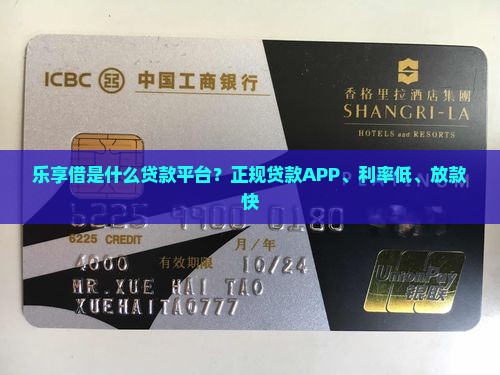 ICBC 中国工商银行
香格里拉酒店集團
SHANGRI-LA
HOTELS and RESORTS
乐享借是什么贷款平台？正规贷款APP、利率低、放款
快
6225 CREDIT
月/年
4000 有效期限 10/24
MR.XUE HAI TAO
XUEHAITAO777
UnionPay
银联